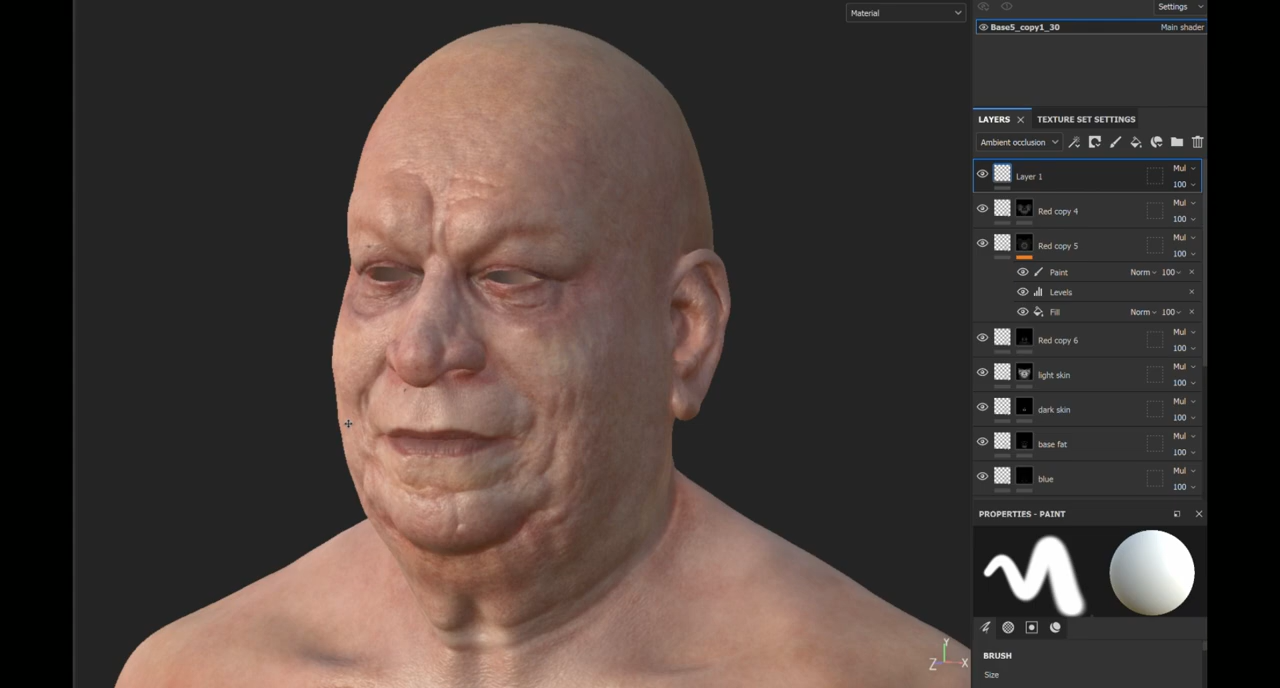 Material
Settings
Base5_copy1_30 Main shader
LAYERS TEXTURE SET SETTINGS
Ambient occlusion
Layer 1 Mul 100
Red copy 4 Mul 100
Red copy 5 Mul 100
Paint Norm 100
Levels
Fill Norm 100
Red copy 6 Mul 100
light skin Mul 100
dark skin Mul 100
base fat Mul 100
blue Mul 100
PROPERTIES - PAINT
BRUSH
Size
Y
Z X